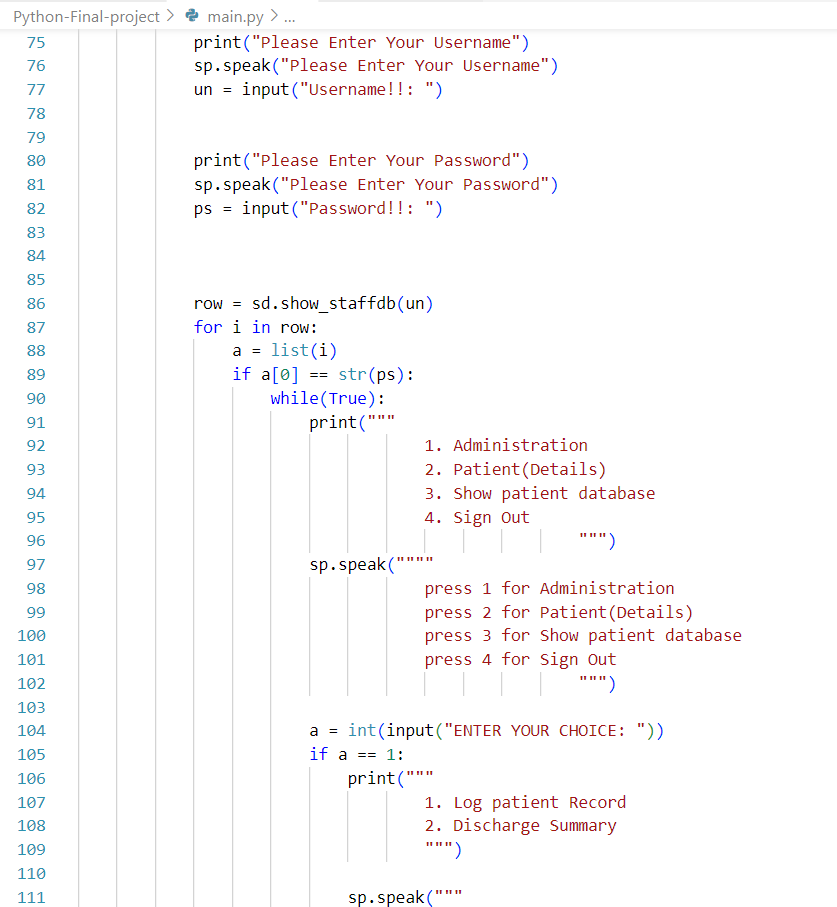 Python-Final-project > main.py > ...
75 print("Please Enter Your Username")
76 sp.speak("Please Enter Your Username")
77 un = input("Username!!: ")
78
79
80 print("Please Enter Your Password")
81 sp.speak("Please Enter Your Password")
82 ps = input("Password!!: ")
83
84
85
86 row = sd.show_staffdb(un)
87 for i in row:
88 a = list(i)
89 if a[0] == str(ps):
90 while(True):
91 print("""
92 1. Administration
93 2. Patient(Details)
94 3. Show patient database
95 4. Sign Out
96 """)
97 sp.speak(""""
98 press 1 for Administration
99 press 2 for Patient(Details)
100 press 3 for Show patient database
101 press 4 for Sign Out
102 """)
103
104 a = int(input("ENTER YOUR CHOICE: "))
105 if a == 1:
106 print("""
107 1. Log patient Record
108 2. Discharge Summary
109 """)
110
111 sp.speak("""